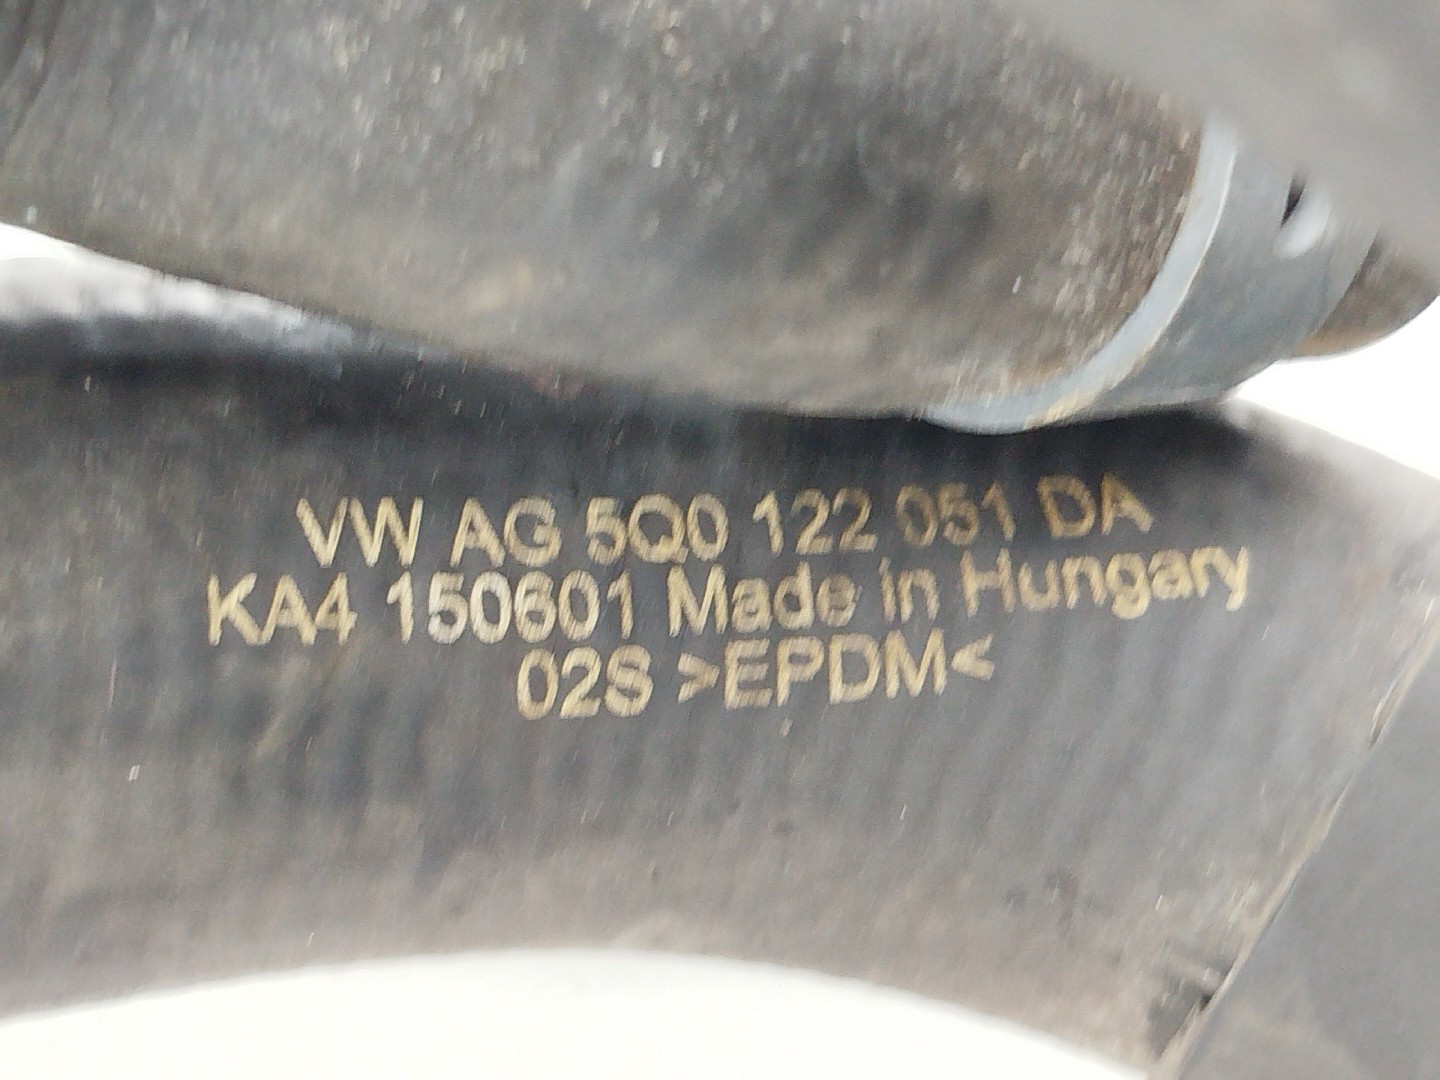 VW AG 5Q0 122 051 DA
KA4 150601 Made in Hungary
02S >EPDM<